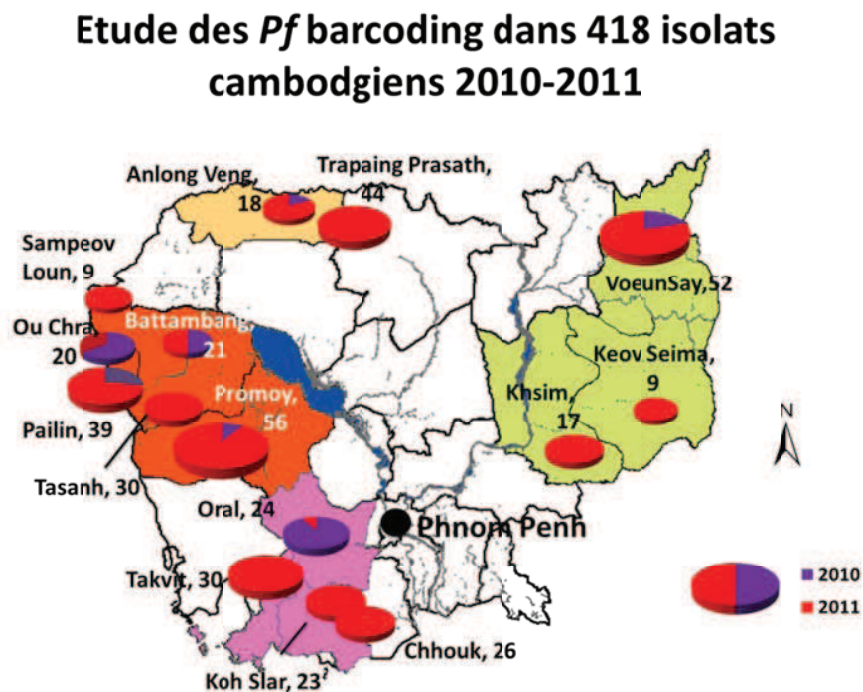 Etude des Pf barcoding dans 418 isolats
cambodgiens 2010-2011
Anlong Veng,
18
Trapaing Prasath,
44
Sampeov
Loun, 9
Ou Chra,
20
Battambang,
21
VoeunSay,52
Keov Seima,
9
Khsim,
17
Promoy,
56
Pailin, 39
Tasanh, 30
N
Oral, 24
Phnom Penh
Takvit, 30
2010
2011
Chhouk, 26
Koh Slar, 23